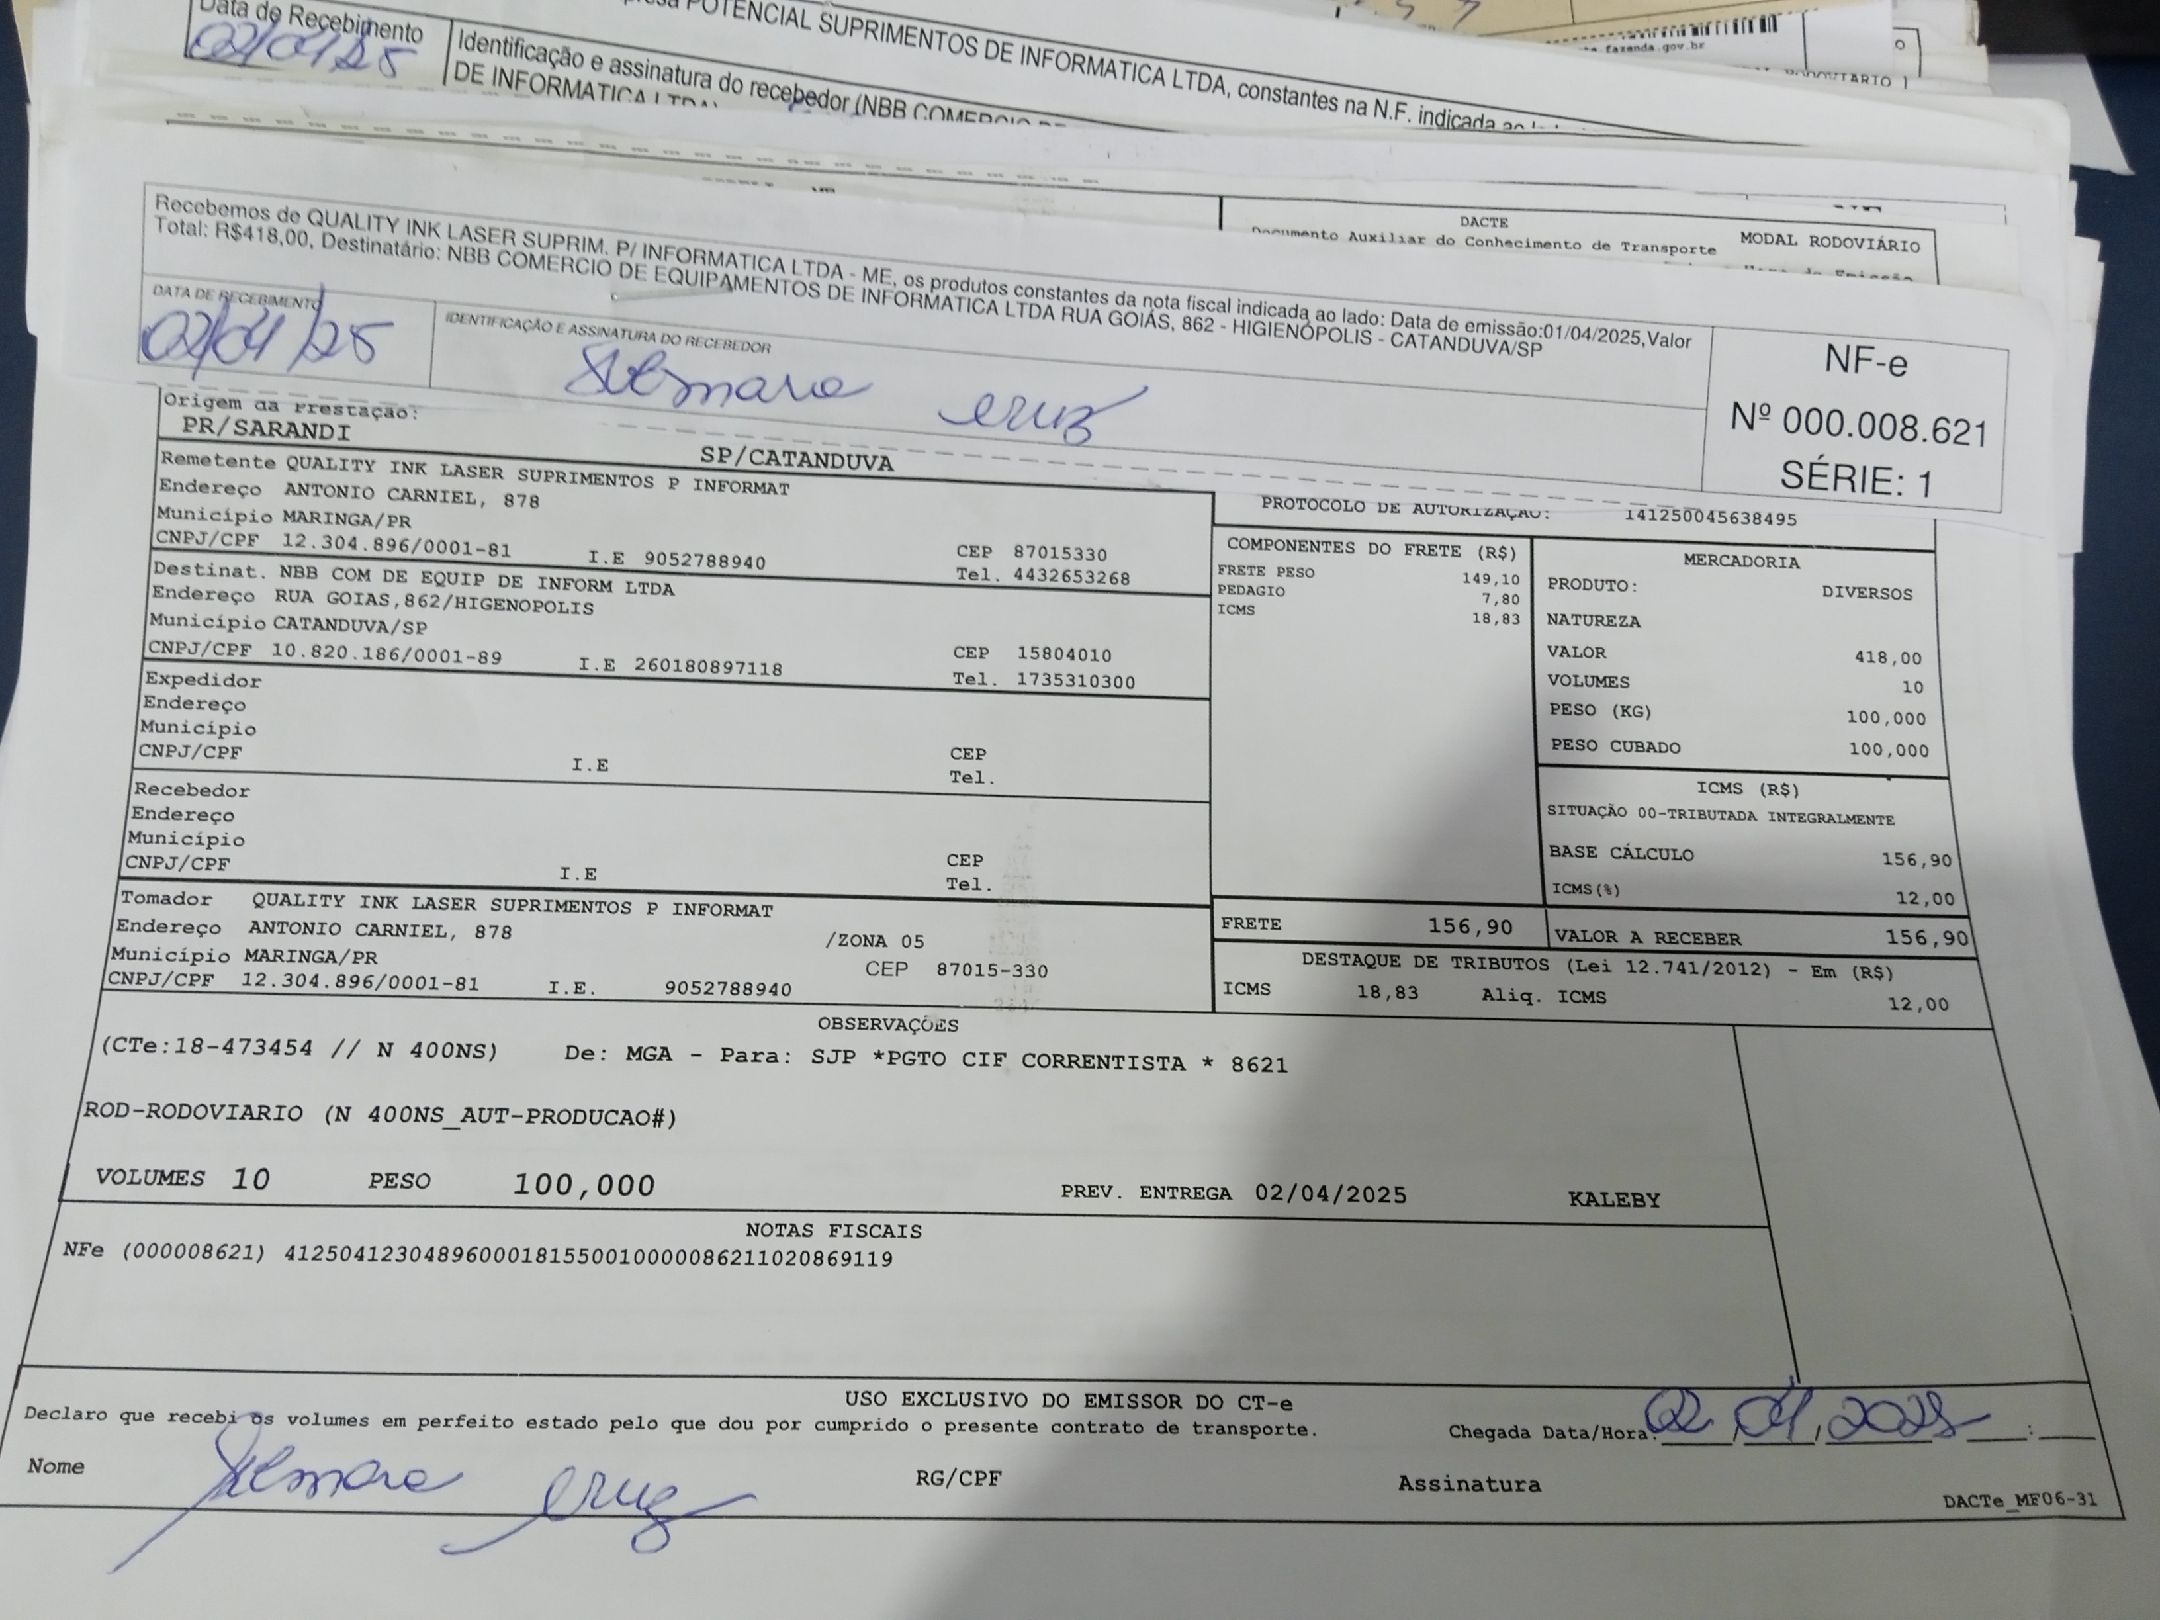 Data de Recebimento
02/04/25
POTENCIAL SUPRIMENTOS DE INFORMATICA LTDA, constantes na N.F. indicada ao
Identificação e assinatura do recebedor (NBB COMERCIO DE
DE INFORMATICA LTDA)
fazenda.gov.br
DACTE
Documento Auxiliar do Conhecimento de Transporte
MODAL RODOVIÁRIO
Recebemos de QUALITY INK LASER SUPRIM. P/ INFORMATICA LTDA - ME, os produtos constantes da nota fiscal indicada ao lado: Data de emissão:01/04/2025,Valor
Total: R$418,00, Destinatário: NBB COMERCIO DE EQUIPAMENTOS DE INFORMATICA LTDA RUA GOIÁS, 862 - HIGIENÓPOLIS - CATANDUVA/SP
DATA DE RECEBIMENTO
02/04/25
IDENTIFICAÇÃO E ASSINATURA DO RECEBEDOR
cruz
NF-e
Nº 000.008.621
SÉRIE: 1
Origem da Prestação:
PR/SARANDI
SP/CATANDUVA
Remetente QUALITY INK LASER SUPRIMENTOS P INFORMAT
Endereço ANTONIO CARNIEL, 878
Município MARINGA/PR
CNPJ/CPF 12.304.896/0001-81 I.E 9052788940
CEP 87015330
Tel. 4432653268
Destinat. NBB COM DE EQUIP DE INFORM LTDA
Endereço RUA GOIAS,862/HIGENOPOLIS
Município CATANDUVA/SP
CNPJ/CPF 10.820.186/0001-89 I.E 260180897118
CEP 15804010
Tel. 1735310300
Expedidor
Endereço
Município
CNPJ/CPF I.E
CEP
Tel.
Recebedor
Endereço
Município
CNPJ/CPF I.E
CEP
Tel.
Tomador QUALITY INK LASER SUPRIMENTOS P INFORMAT
Endereço ANTONIO CARNIEL, 878 /ZONA 05
Município MARINGA/PR CEP 87015-330
CNPJ/CPF 12.304.896/0001-81 I.E. 9052788940
PROTOCOLO DE AUTORIZAÇÃO: 141250045638495
COMPONENTES DO FRETE (R$)
FRETE PESO 149,10
PEDAGIO 7,80
ICMS 18,83
MERCADORIA
PRODUTO: DIVERSOS
NATUREZA
VALOR 418,00
VOLUMES 10
PESO (KG) 100,000
PESO CUBADO 100,000
ICMS (R$)
SITUAÇÃO 00-TRIBUTADA INTEGRALMENTE
BASE CÁLCULO 156,90
ICMS(%) 12,00
FRETE 156,90 VALOR A RECEBER 156,90
DESTAQUE DE TRIBUTOS (Lei 12.741/2012) - Em (R$)
ICMS 18,83 Aliq. ICMS 12,00
OBSERVAÇÕES
(CTe:18-473454 // N 400NS) De: MGA - Para: SJP *PGTO CIF CORRENTISTA * 8621
ROD-RODOVIARIO (N 400NS_AUT-PRODUCAO#)
VOLUMES 10 PESO 100,000 PREV. ENTREGA 02/04/2025 KALEBY
NOTAS FISCAIS
NFe (000008621) 41250412304896000181550010000086211020869119
USO EXCLUSIVO DO EMISSOR DO CT-e
Declaro que recebi os volumes em perfeito estado pelo que dou por cumprido o presente contrato de transporte.
Chegada Data/Hora: 02 04, 2025 :
Nome cruz RG/CPF Assinatura
DACTe_MF06-31